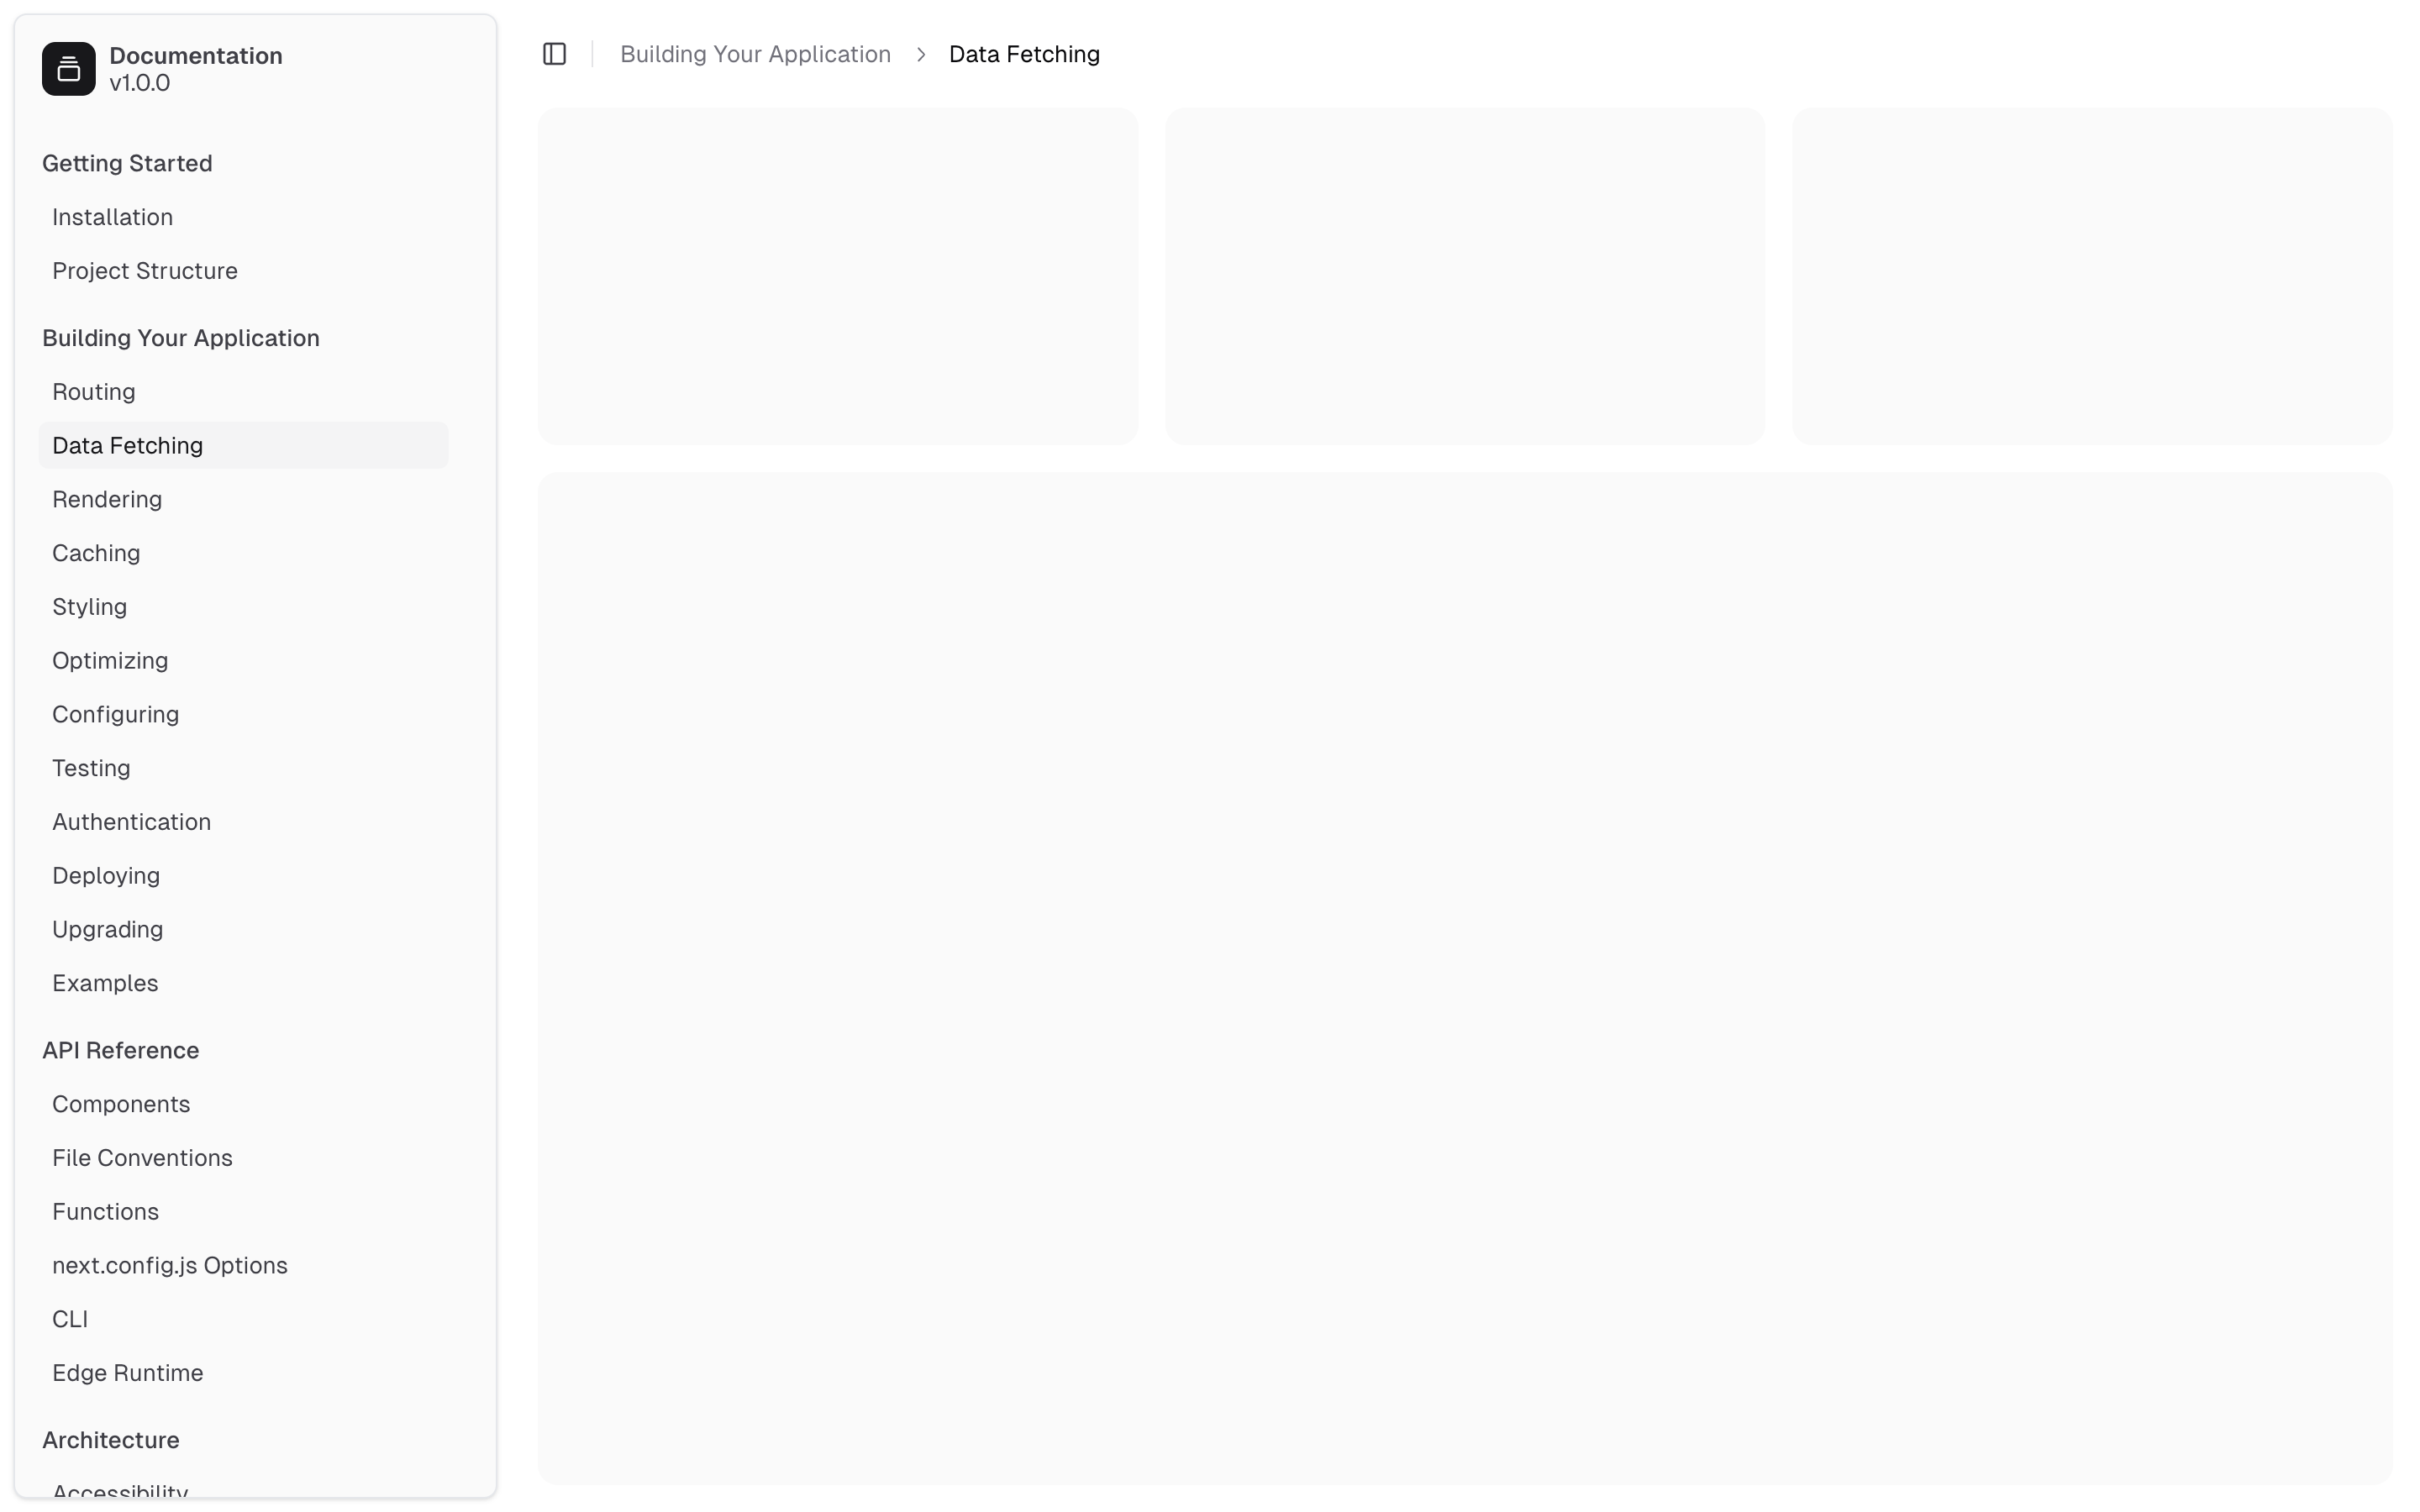 Documentation
v1.0.0
Getting Started
Installation
Project Structure
Building Your Application
Routing
Data Fetching
Rendering
Caching
Styling
Optimizing
Configuring
Testing
Authentication
Deploying
Upgrading
Examples
API Reference
Components
File Conventions
Functions
next.config.js Options
CLI
Edge Runtime
Architecture
Accessibility
Building Your Application > Data Fetching